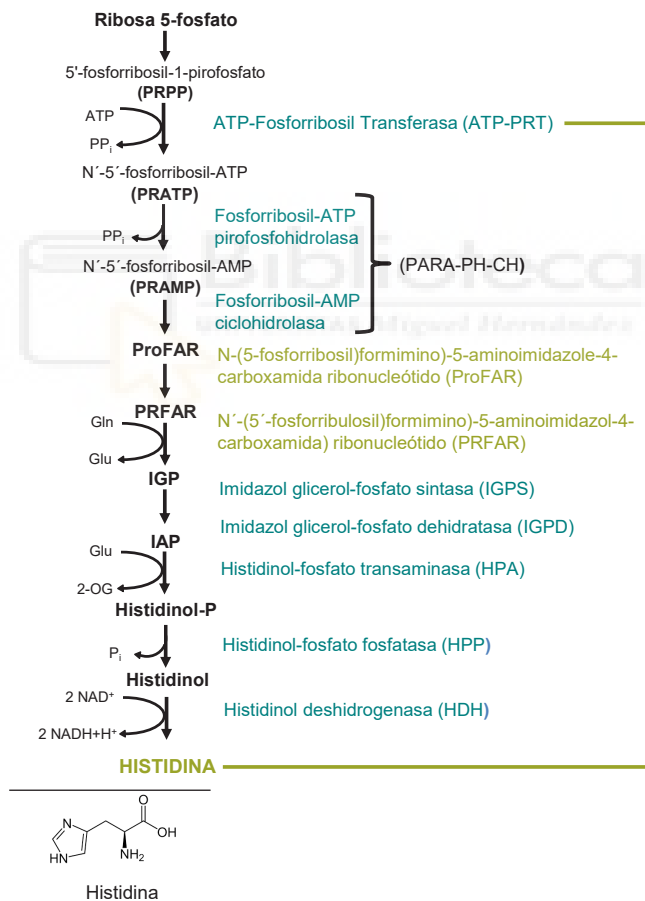 Ribosa 5-fosfato
5'-fosforribosil-1-pirofosfato
(PRPP)
ATP
ATP-Fosforribosil Transferasa (ATP-PRT)
PPi
N´-5´-fosforribosil-ATP
(PRATP)
Fosforribosil-ATP
pirofosfohidrolasa
PPi
(PARA-PH-CH)
N´-5´-fosforribosil-AMP
(PRAMP)
Fosforribosil-AMP
ciclohidrolasa
ProFAR
N-(5-fosforribosil)formimino)-5-aminoimidazole-4-
carboxamida ribonucleótido (ProFAR)
PRFAR
N´-(5´-fosforribulosil)formimino)-5-aminoimidazol-4-
carboxamida) ribonucleótido (PRFAR)
Gln
Glu
IGP
Imidazol glicerol-fosfato sintasa (IGPS)
Imidazol glicerol-fosfato dehidratasa (IGPD)
IAP
Glu
Histidinol-fosfato transaminasa (HPA)
2-OG
Histidinol-P
Histidinol-fosfato fosfatasa (HPP)
Pi
Histidinol
2 NAD+
Histidinol deshidrogenasa (HDH)
2 NADH+H+
HISTIDINA
O
N
OH
HN
NH2
Histidina
Biblioteca
Miguel Hernández